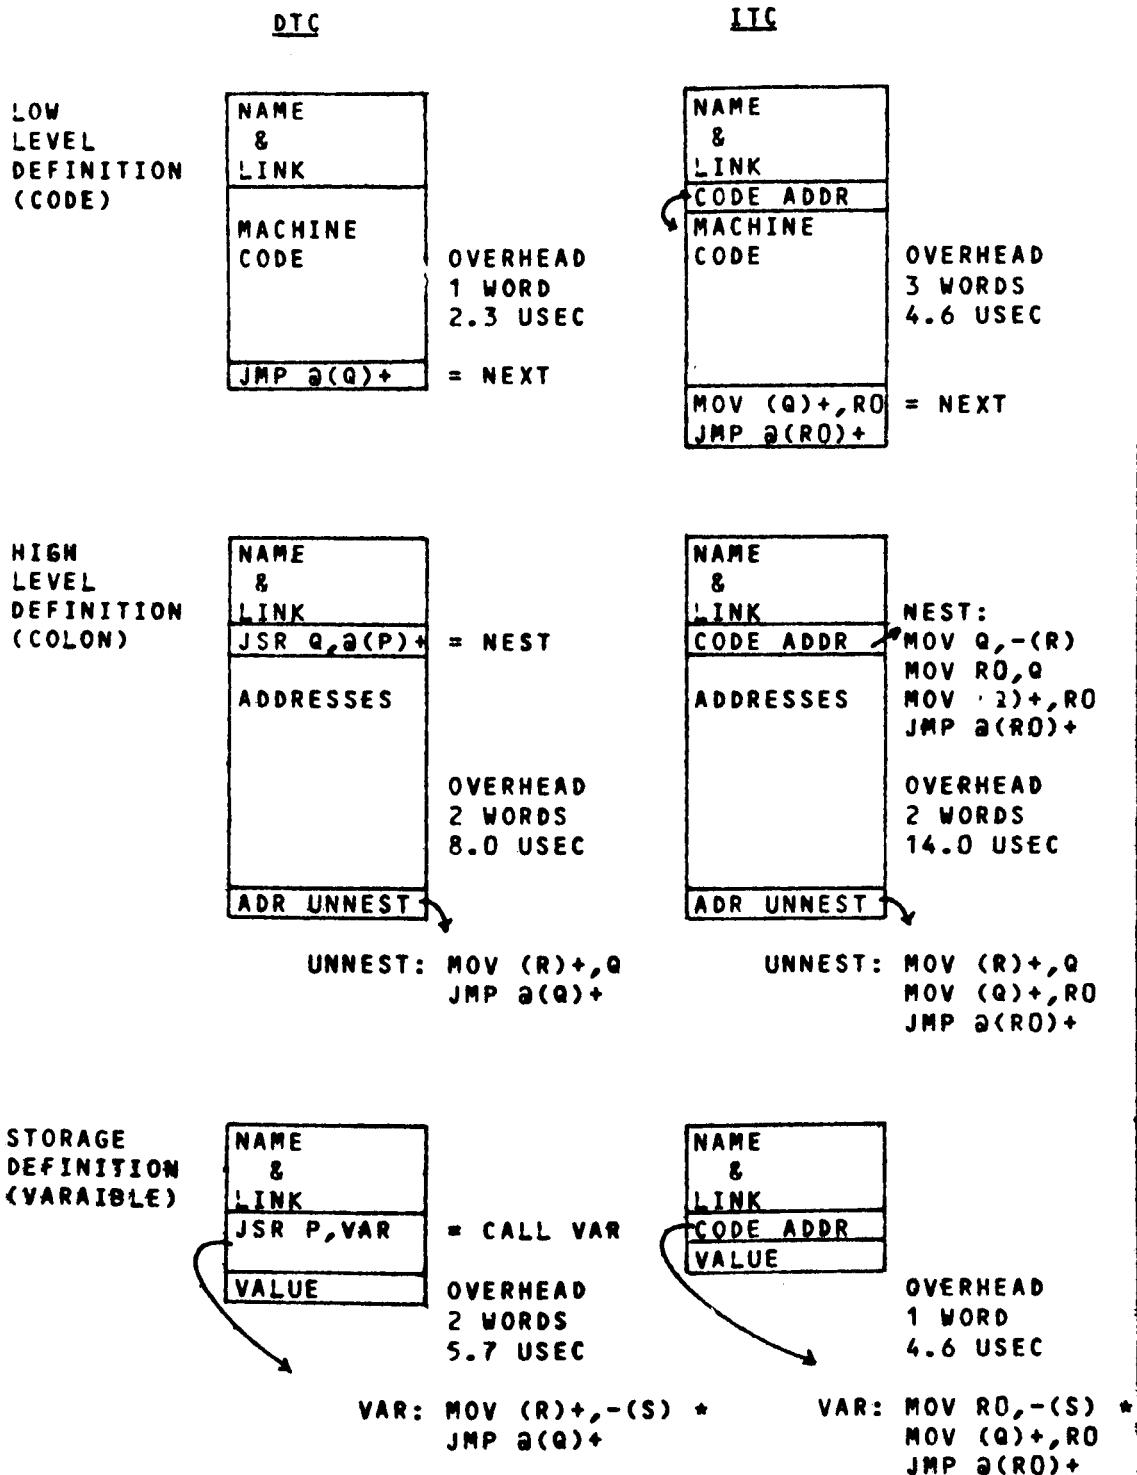 DTC ITC
LOW
LEVEL
DEFINITION
(CODE)
NAME
&
LINK
MACHINE
CODE
OVERHEAD
1 WORD
2.3 USEC
JMP @(Q)+ = NEXT
NAME
&
LINK
CODE ADDR
MACHINE
CODE
OVERHEAD
3 WORDS
4.6 USEC
MOV (Q)+,R0 = NEXT
JMP @(R0)+
HIGH
LEVEL
DEFINITION
(COLON)
NAME
&
LINK
JSR Q,@(P)+ = NEST
ADDRESSES
OVERHEAD
2 WORDS
8.0 USEC
ADR UNNEST
UNNEST: MOV (R)+,Q
JMP @(Q)+
NAME
&
LINK
CODE ADDR
NEST:
MOV Q,-(R)
MOV R0,Q
MOV )+,R0
JMP @(R0)+
ADDRESSES
OVERHEAD
2 WORDS
14.0 USEC
ADR UNNEST
UNNEST: MOV (R)+,Q
MOV (Q)+,R0
JMP @(R0)+
STORAGE
DEFINITION
(VARAIBLE)
NAME
&
LINK
JSR P,VAR = CALL VAR
VALUE
OVERHEAD
2 WORDS
5.7 USEC
VAR: MOV (R)+,-(S) *
JMP @(Q)+
NAME
&
LINK
CODE ADDR
VALUE
OVERHEAD
1 WORD
4.6 USEC
VAR: MOV R0,-(S) *
MOV (Q)+,R0
JMP @(R0)+